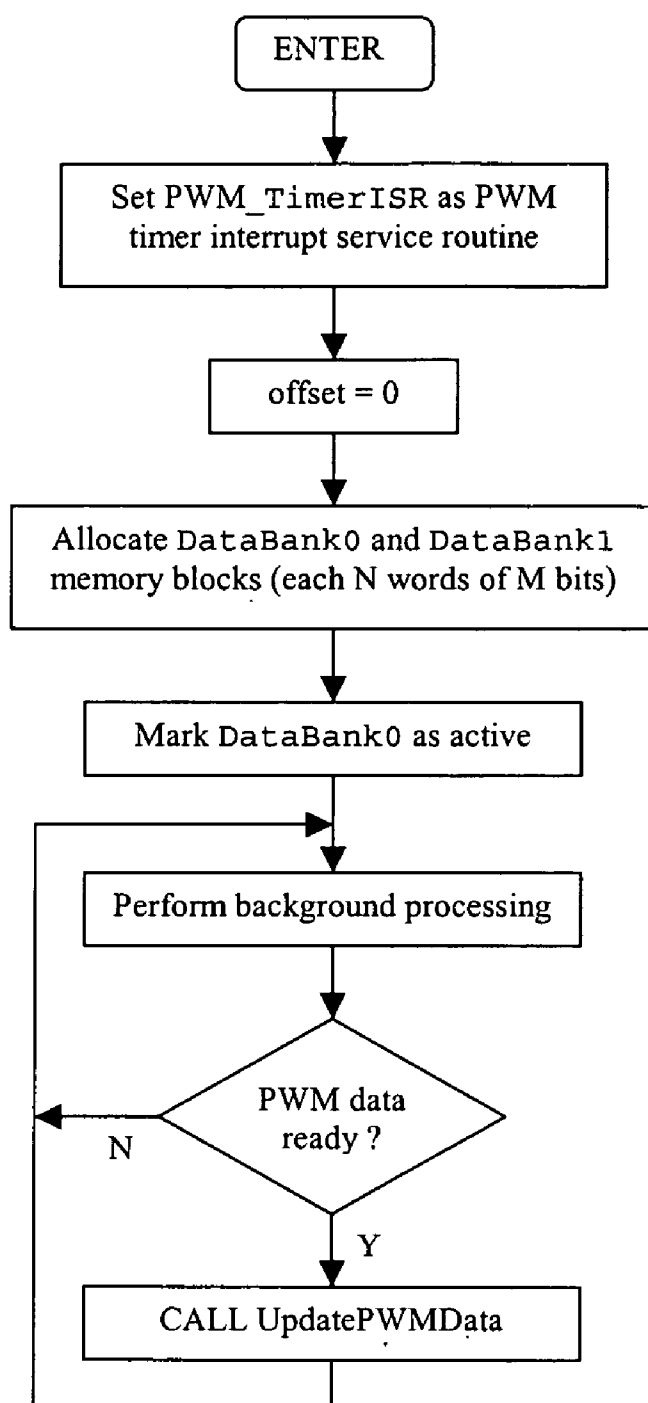 ENTER
Set PWM_TimerISR as PWM
timer interrupt service routine
offset = 0
Allocate DataBank0 and DataBank1
memory blocks (each N words of M bits)
Mark DataBank0 as active
Perform background processing
PWM data
ready ?
N
Y
CALL UpdatePWMData